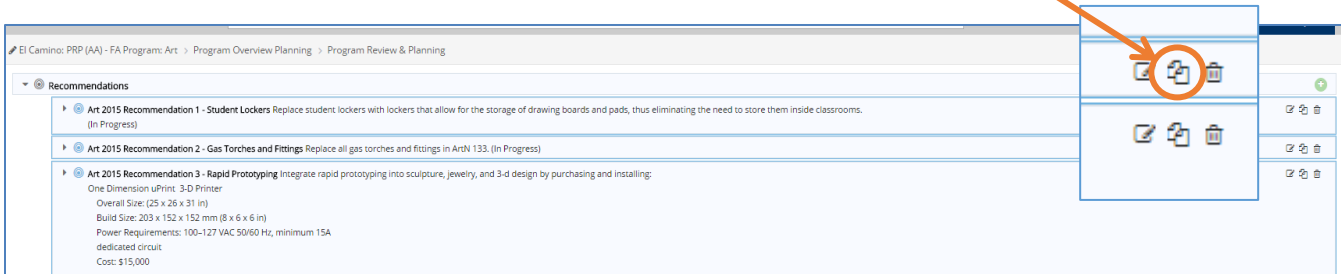 El Camino: PRP (AA) - FA Program: Art > Program Overview Planning > Program Review & Planning
Recommendations
Art 2015 Recommendation 1 - Student Lockers Replace student lockers with lockers that allow for the storage of drawing boards and pads, thus eliminating the need to store them inside classrooms.
(In Progress)
Art 2015 Recommendation 2 - Gas Torches and Fittings Replace all gas torches and fittings in ArtN 133. (In Progress)
Art 2015 Recommendation 3 - Rapid Prototyping Integrate rapid prototyping into sculpture, jewelry, and 3-d design by purchasing and installing:
One Dimension uPrint 3-D Printer
Overall Size: (25 x 26 x 31 in)
Build Size: 203 x 152 x 152 mm (8 x 6 x 6 in)
Power Requirements: 100–127 VAC 50/60 Hz, minimum 15A
dedicated circuit
Cost: $15,000